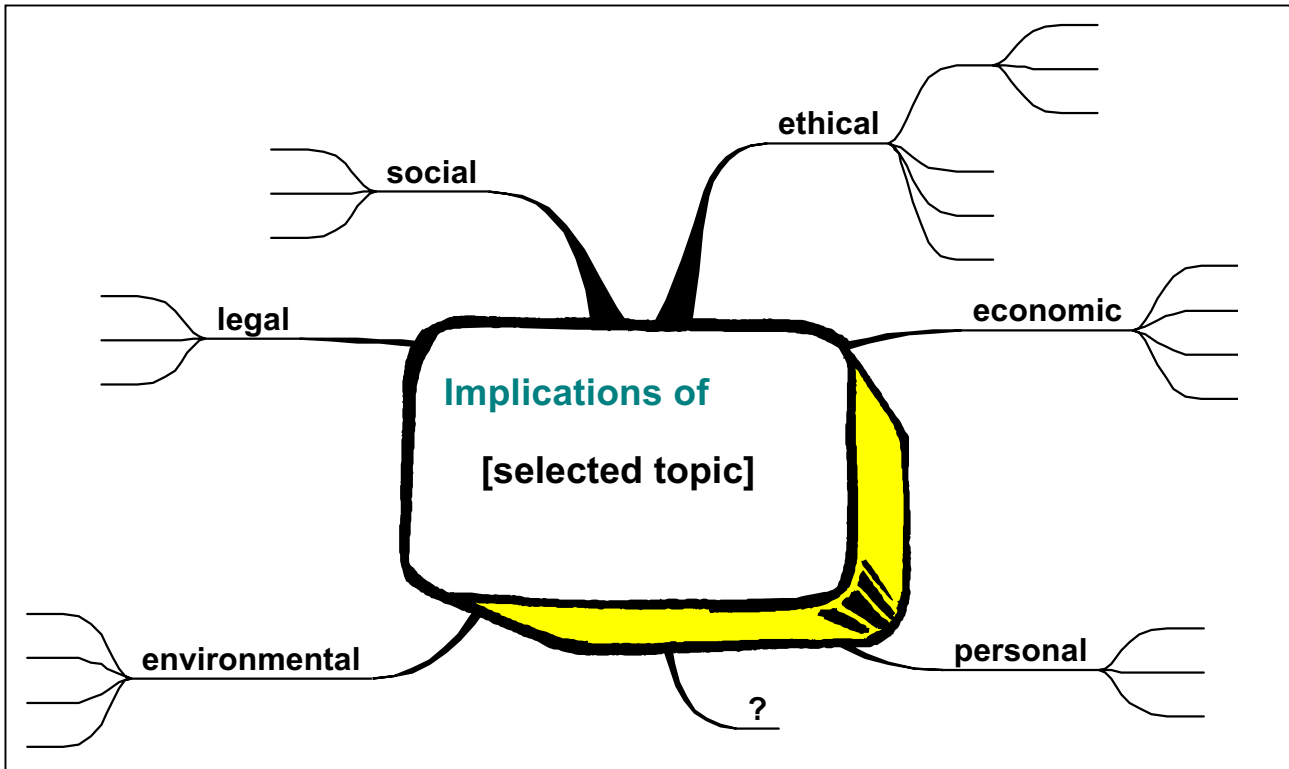 ethical
social
economic
legal
Implications of
[selected topic]
environmental
personal
?